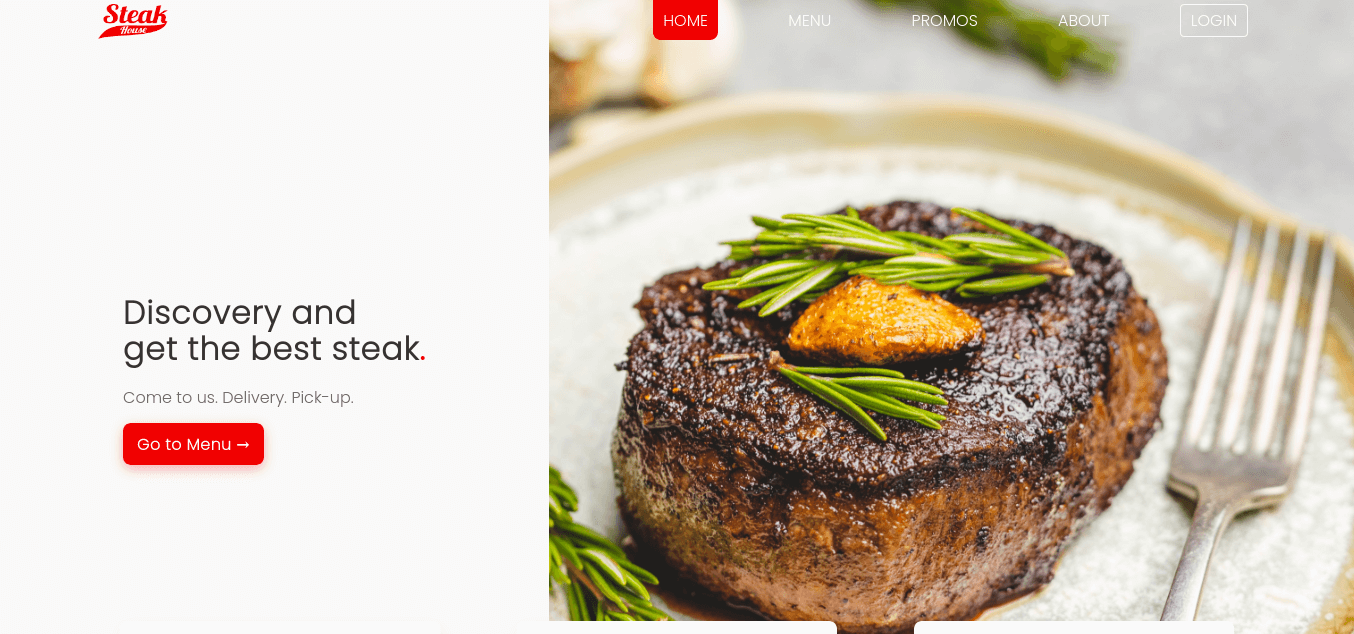 Steak
House
HOME
MENU
PROMOS
ABOUT
LOGIN
Discovery and
get the best steak.
Come to us. Delivery. Pick-up.
Go to Menu →